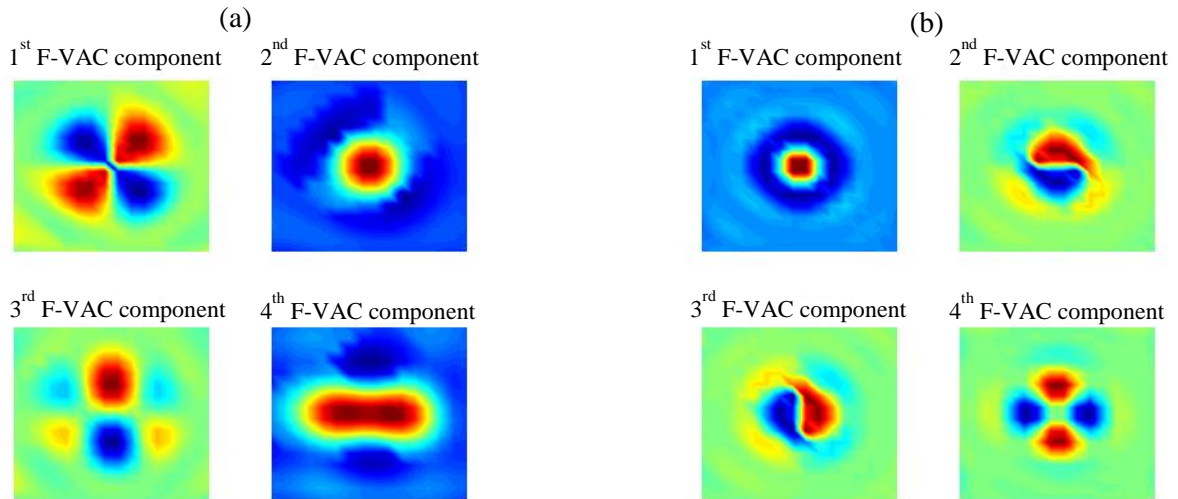 (a)
1st F-VAC component
2nd F-VAC component
3rd F-VAC component
4th F-VAC component
(b)
1st F-VAC component
2nd F-VAC component
3rd F-VAC component
4th F-VAC component